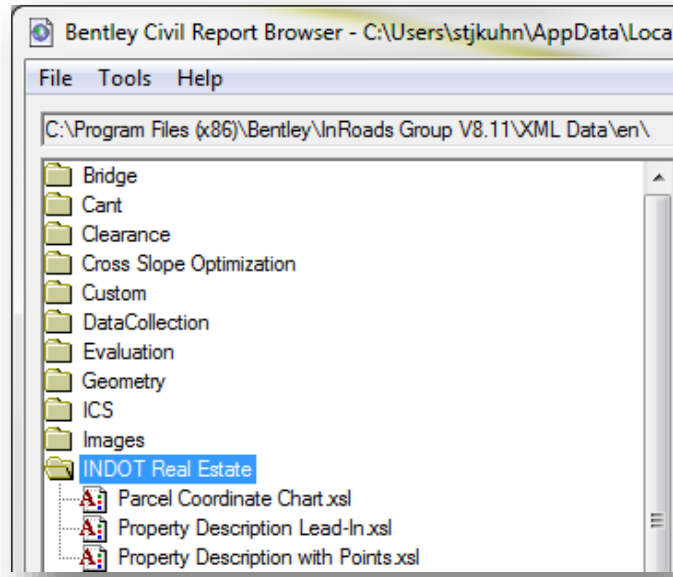 Bentley Civil Report Browser - C:\Users\stjkuhn\AppData\Loca
File Tools Help
C:\Program Files (x86)\Bentley\InRoads Group V8.11\XML Data\en\
Bridge
Cant
Clearance
Cross Slope Optimization
Custom
DataCollection
Evaluation
Geometry
ICS
Images
INDOT Real Estate
Parcel Coordinate Chart.xsl
Property Description Lead-In.xsl
Property Description with Points.xsl